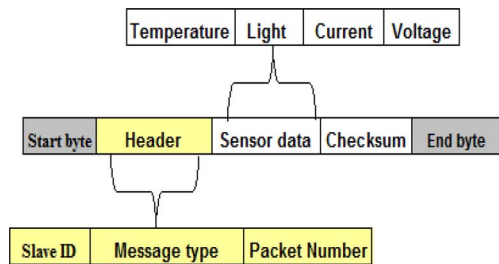 Temperature Light Current Voltage
Start byte Header Sensor data Checksum End byte
Slave ID Message type Packet Number